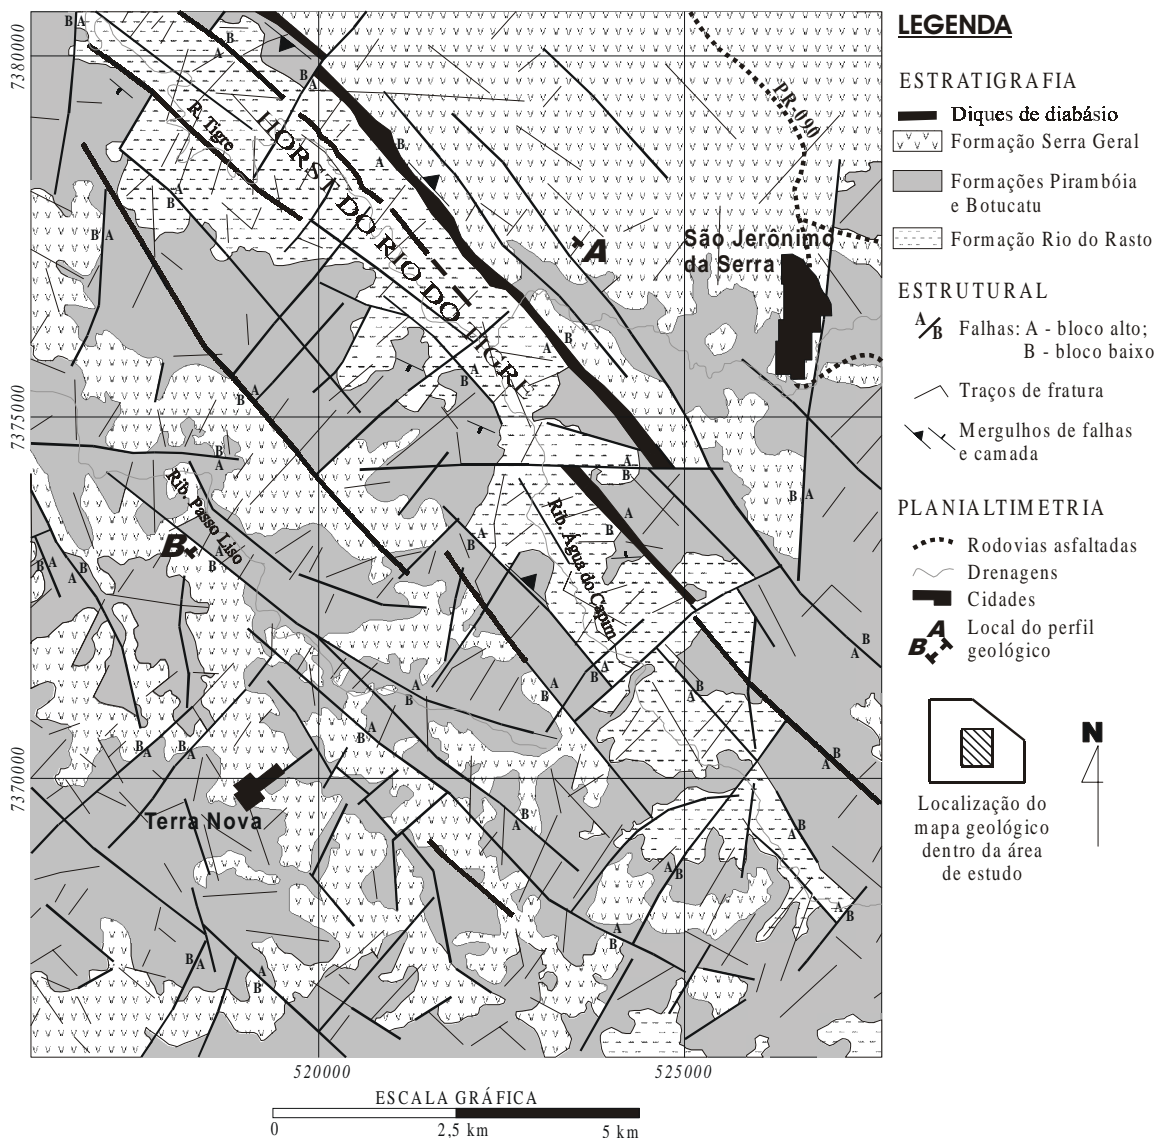 LEGENDA
ESTRATIGRAFIA
Diques de diabásio
Formação Serra Geral
Formações Pirambóia
e Botucatu
Formação Rio do Rasto
ESTRUTURAL
A
B
Falhas: A - bloco alto;
B - bloco baixo
Traços de fratura
Mergulhos de falhas
e camada
PLANIALTIMETRIA
Rodovias asfaltadas
Drenagens
Cidades
A
B
Local do perfil
geológico
N
Localização do
mapa geológico
dentro da área
de estudo
7380000
7375000
7370000
520000
525000
PR-090
R. Tigre
HORST DO RIO DO TIGRE
São Jerônimo
da Serra
A
B
Rib. Passo Liso
Rib. Água do Capim
Terra Nova
ESCALA GRÁFICA
0
2,5 km
5 km